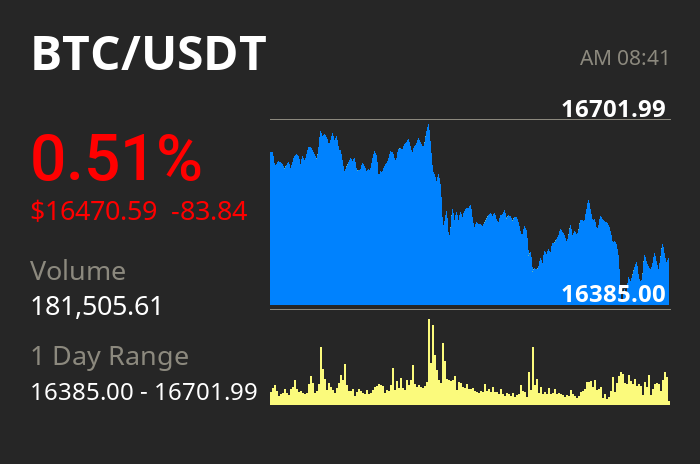 BTC/USDT
AM 08:41
16701.99
0.51%
$16470.59 -83.84
Volume
181,505.61
16385.00
1 Day Range
16385.00 - 16701.99